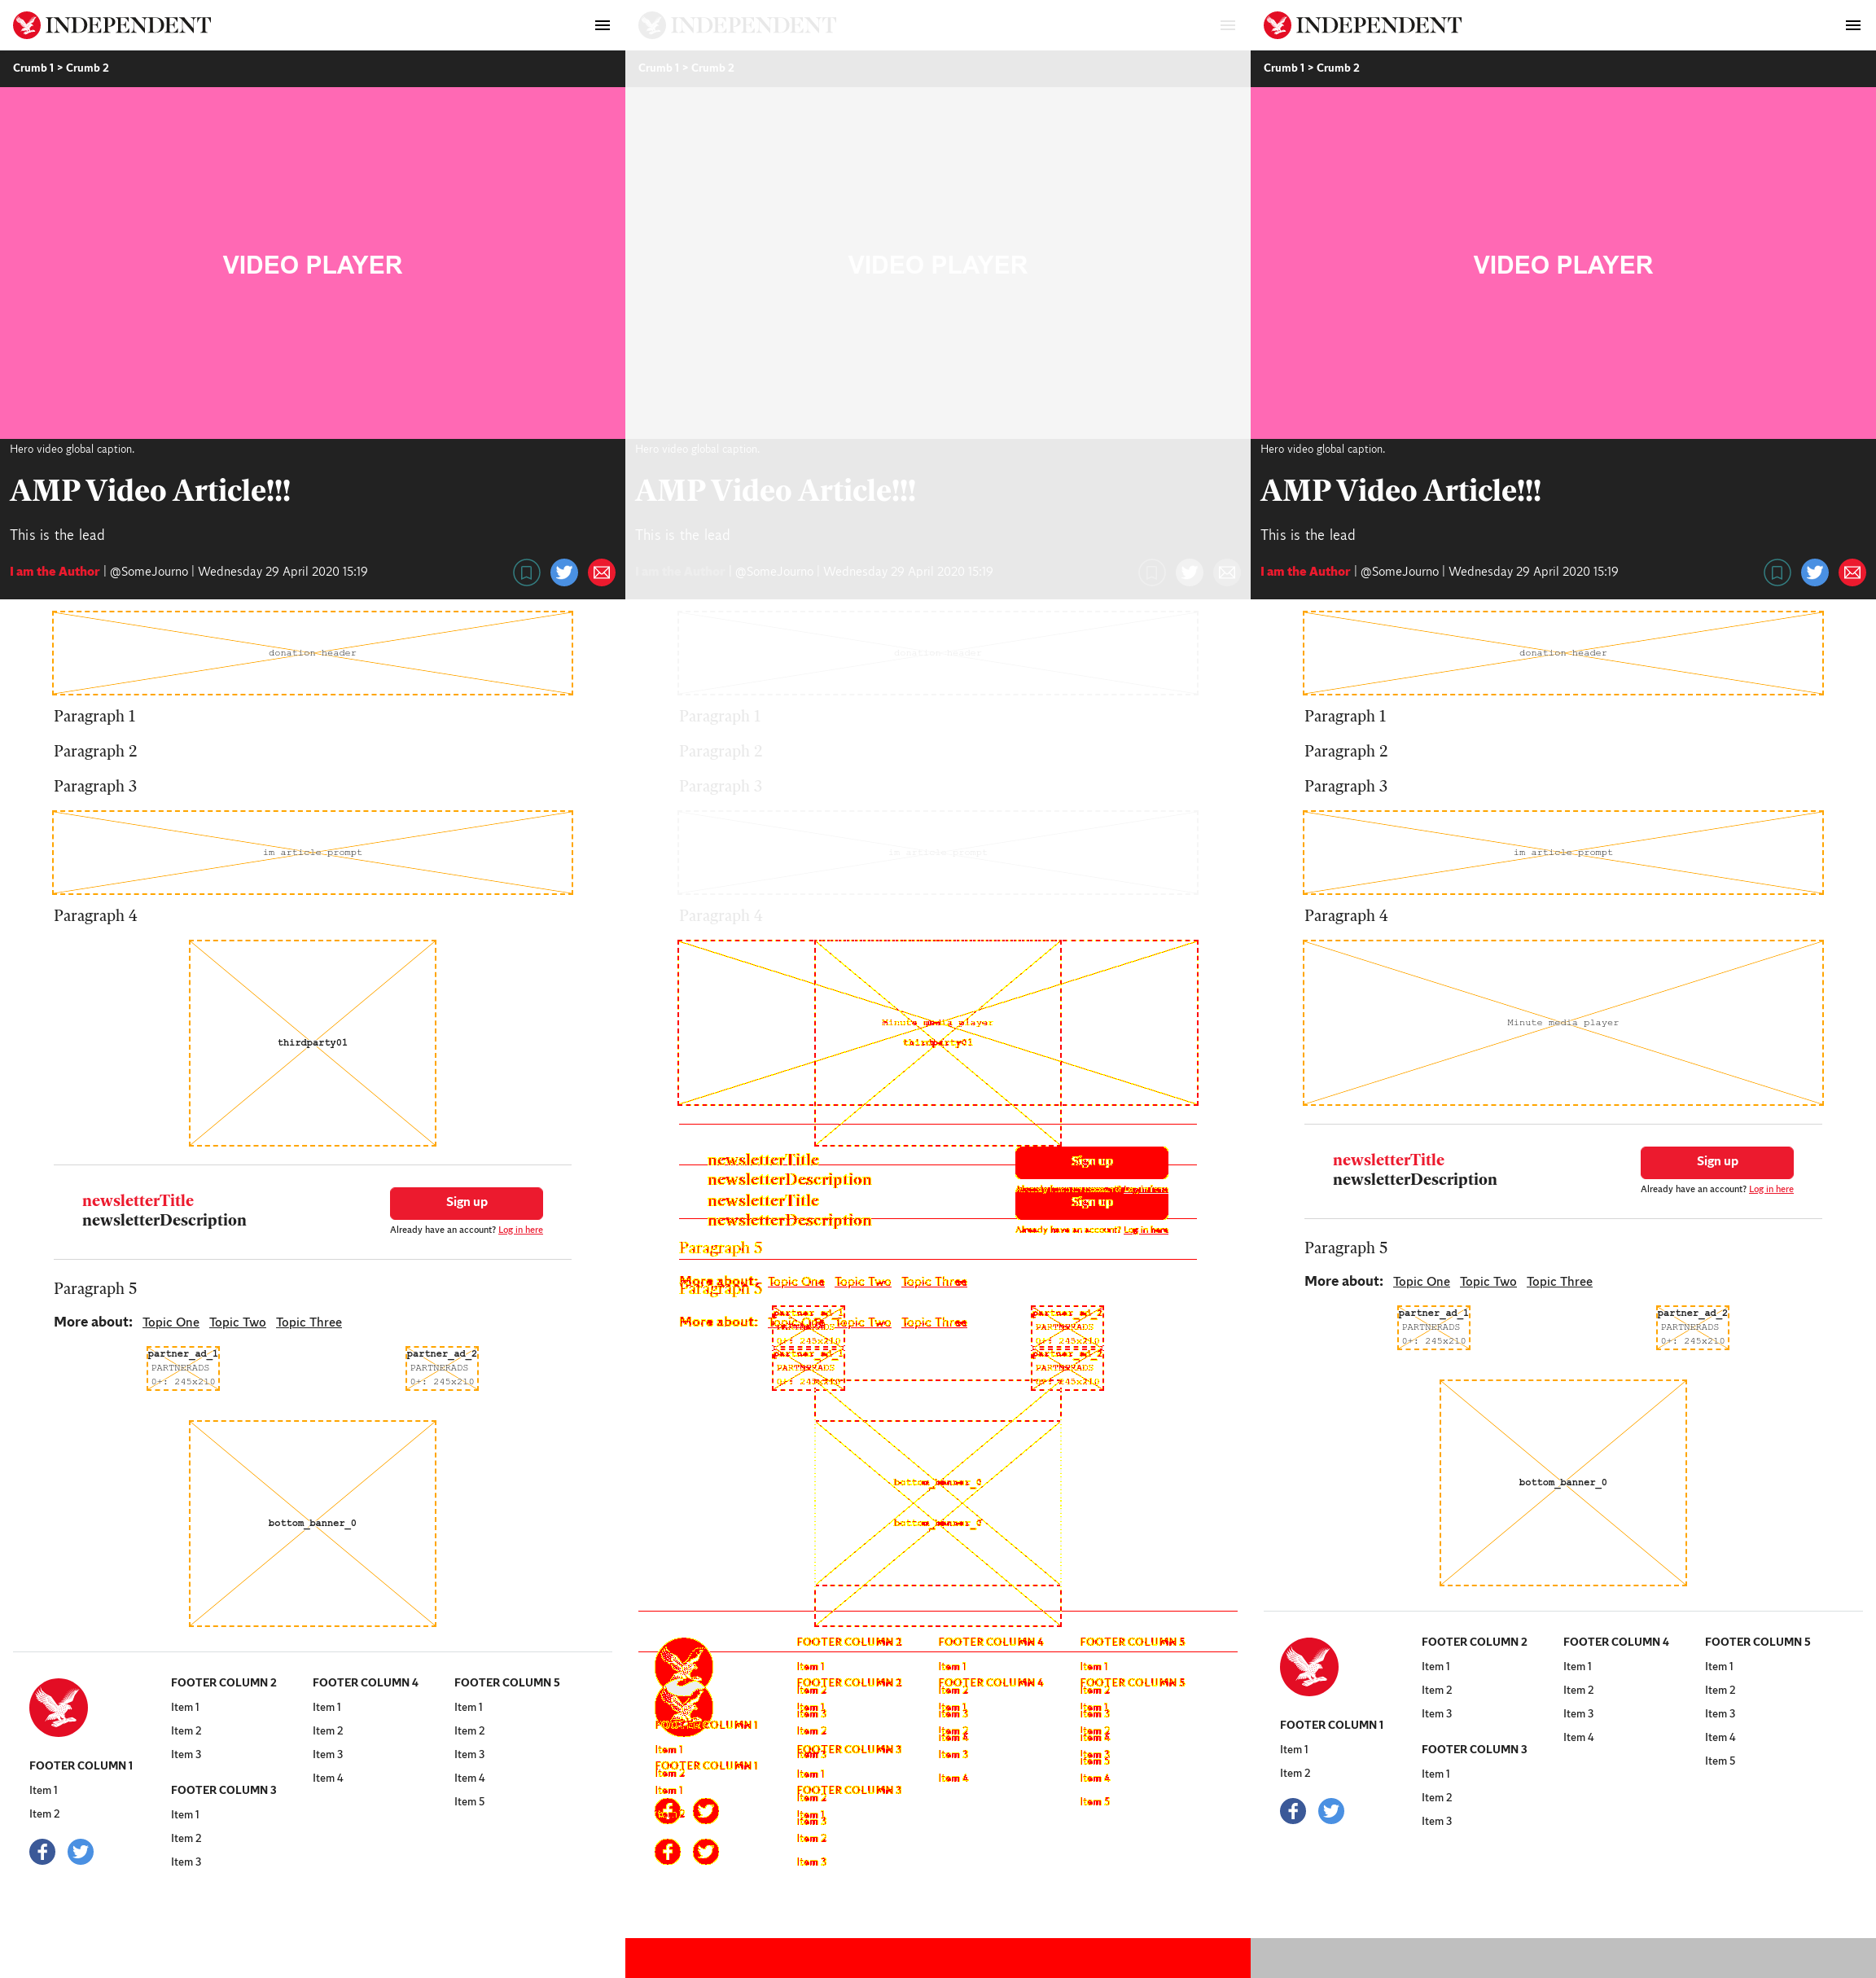 INDEPENDENT
Crumb 1 > Crumb 2
VIDEO PLAYER
Hero video global caption.
AMP Video Article!!!
This is the lead
I am the Author | @SomeJourno | Wednesday 29 April 2020 15:19
donation header
Paragraph 1
Paragraph 2
Paragraph 3
im article prompt
Paragraph 4
thirdparty01
newsletterTitle
newsletterDescription
Sign up
Already have an account? Log in here
Paragraph 5
More about: Topic One Topic Two Topic Three
partner_ad_1
PARTNERADS
0+: 245x210
partner_ad_2
PARTNERADS
0+: 245x210
bottom_banner_0
FOOTER COLUMN 1
Item 1
Item 2
FOOTER COLUMN 2
Item 1
Item 2
Item 3
FOOTER COLUMN 3
Item 1
Item 2
Item 3
FOOTER COLUMN 4
Item 1
Item 2
Item 3
Item 4
FOOTER COLUMN 5
Item 1
Item 2
Item 3
Item 4
Item 5
INDEPENDENT
Crumb 1 > Crumb 2
VIDEO PLAYER
Hero video global caption.
AMP Video Article!!!
This is the lead
I am the Author | @SomeJourno | Wednesday 29 April 2020 15:19
donation header
Paragraph 1
Paragraph 2
Paragraph 3
im article prompt
Paragraph 4
Minute media player
thirdparty01
newsletterTitle
newsletterDescription
Sign up
newsletterTitle
newsletterDescription
Sign up
Already have an account? Log in here
Paragraph 5
More about: Topic One Topic Two Topic Three
Paragraph 5
More about: Topic One Topic Two Topic Three
partner_ad_1
PARTNERADS
0+: 245x210
partner_ad_1
PARTNERADS
0+: 245x210
partner_ad_2
PARTNERADS
0+: 245x210
partner_ad_2
PARTNERADS
0+: 245x210
bottom_banner_0
bottom_banner_0
FOOTER COLUMN 1
Item 1
FOOTER COLUMN 1
Item 2
Item 1
Item 2
FOOTER COLUMN 2
Item 1
FOOTER COLUMN 2
Item 2
Item 1
Item 3
Item 2
FOOTER COLUMN 3
Item 3
Item 1
FOOTER COLUMN 3
Item 2
Item 1
Item 3
Item 2
Item 3
FOOTER COLUMN 4
Item 1
FOOTER COLUMN 4
Item 2
Item 1
Item 3
Item 2
Item 4
Item 3
Item 4
FOOTER COLUMN 5
Item 1
FOOTER COLUMN 5
Item 2
Item 1
Item 3
Item 2
Item 4
Item 3
Item 5
Item 4
Item 5
INDEPENDENT
Crumb 1 > Crumb 2
VIDEO PLAYER
Hero video global caption.
AMP Video Article!!!
This is the lead
I am the Author | @SomeJourno | Wednesday 29 April 2020 15:19
donation header
Paragraph 1
Paragraph 2
Paragraph 3
im article prompt
Paragraph 4
Minute media player
newsletterTitle
newsletterDescription
Sign up
Already have an account? Log in here
Paragraph 5
More about: Topic One Topic Two Topic Three
partner_ad_1
PARTNERADS
0+: 245x210
partner_ad_2
PARTNERADS
0+: 245x210
bottom_banner_0
FOOTER COLUMN 1
Item 1
Item 2
FOOTER COLUMN 2
Item 1
Item 2
Item 3
FOOTER COLUMN 3
Item 1
Item 2
Item 3
FOOTER COLUMN 4
Item 1
Item 2
Item 3
Item 4
FOOTER COLUMN 5
Item 1
Item 2
Item 3
Item 4
Item 5